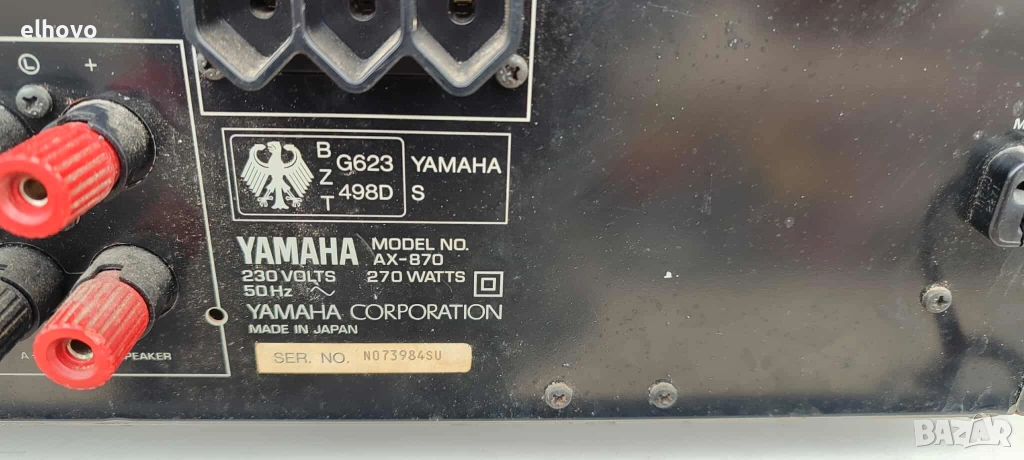 elhovo
L +
B
Z
T
G623
498D
YAMAHA
S
YAMAHA MODEL NO.
AX-870
230 VOLTS 270 WATTS
50Hz ~
YAMAHA CORPORATION
MADE IN JAPAN
SER. NO. N073984SU
A
PEAKER
M
BAZAR